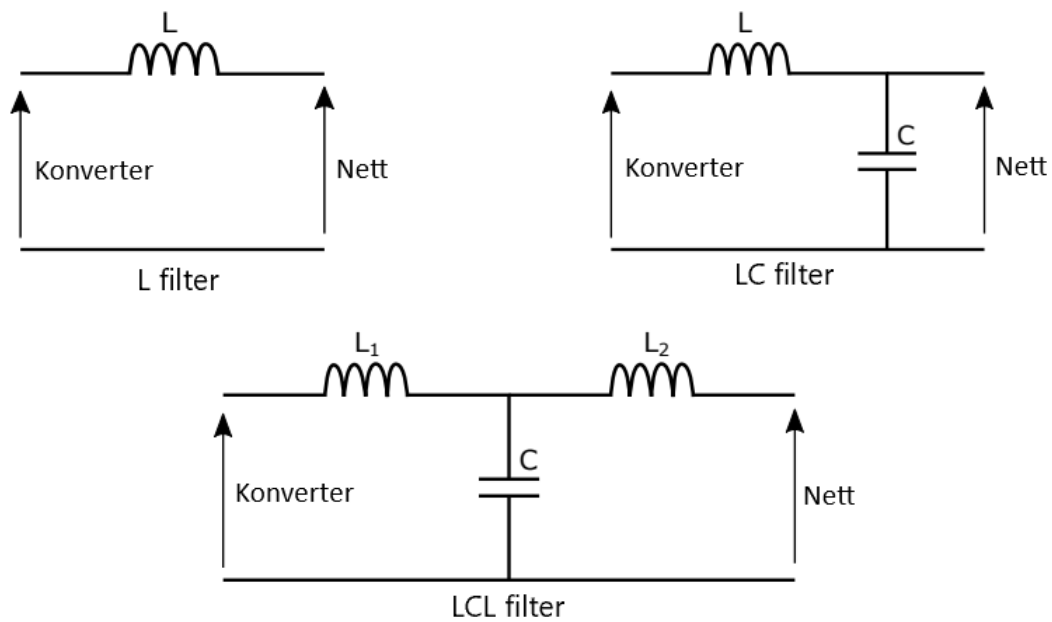 L
Konverter
Nett
L filter
L
C
Konverter
Nett
LC filter
L₁
L₂
C
Konverter
Nett
LCL filter